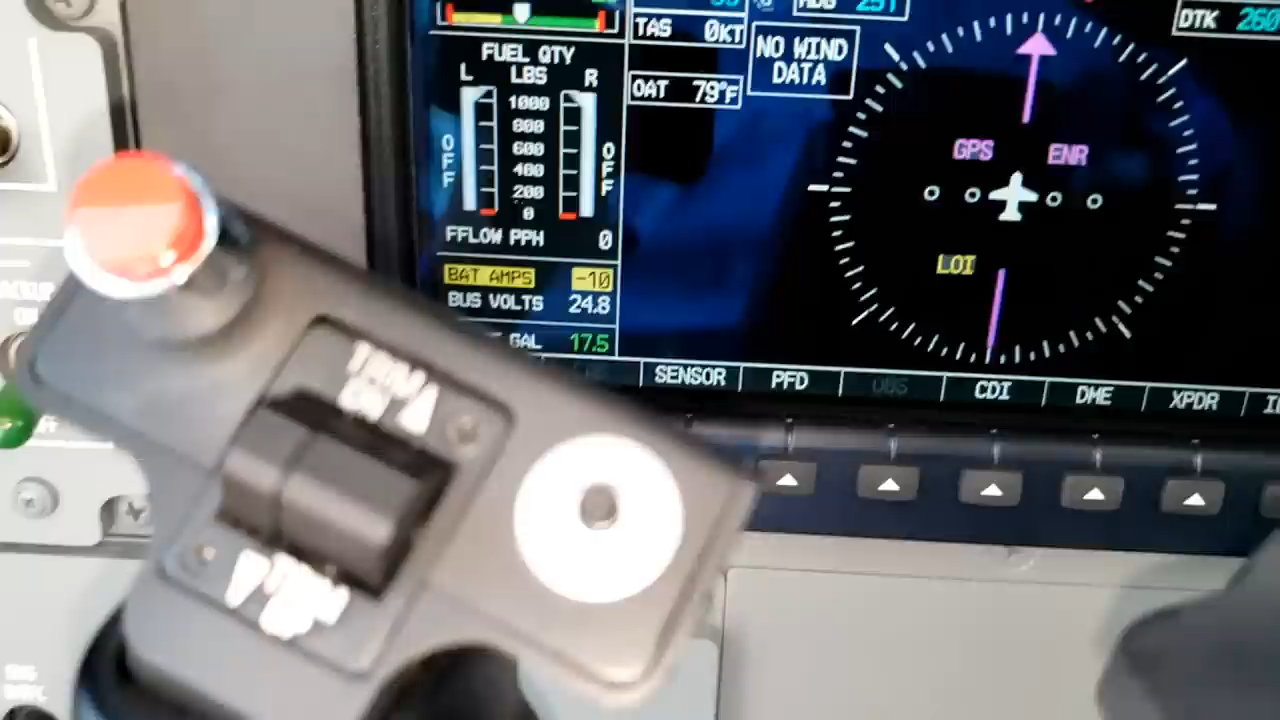 TAS 0KT
OAT 79°F
NO WIND
DATA
DTK 260
FUEL QTY
L LBS R
1000
800
600
400
200
0
OFF
OFF
FFLOW PPH 0
BAT AMPS -10
BUS VOLTS 24.8
GAL 17.5
GPS ENR
LOI
SENSOR PFD OBS CDI DME XPDR